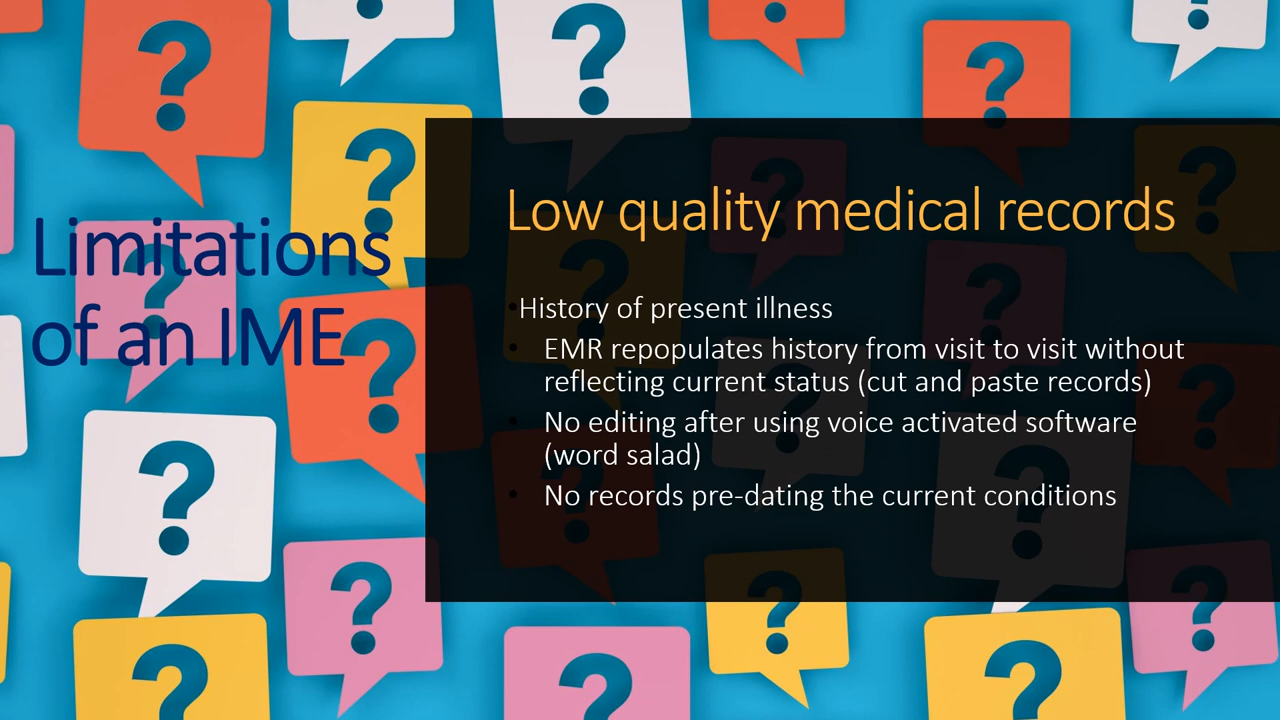 Limitations
of an IME
Low quality medical records
• History of present illness
• EMR repopulates history from visit to visit without
reflecting current status (cut and paste records)
• No editing after using voice activated software
(word salad)
• No records pre-dating the current conditions
? ? ? ? ? ? ? ? ? ? ? ? ? ? ? ? ? ? ? ? ? ? ? ? ? ?